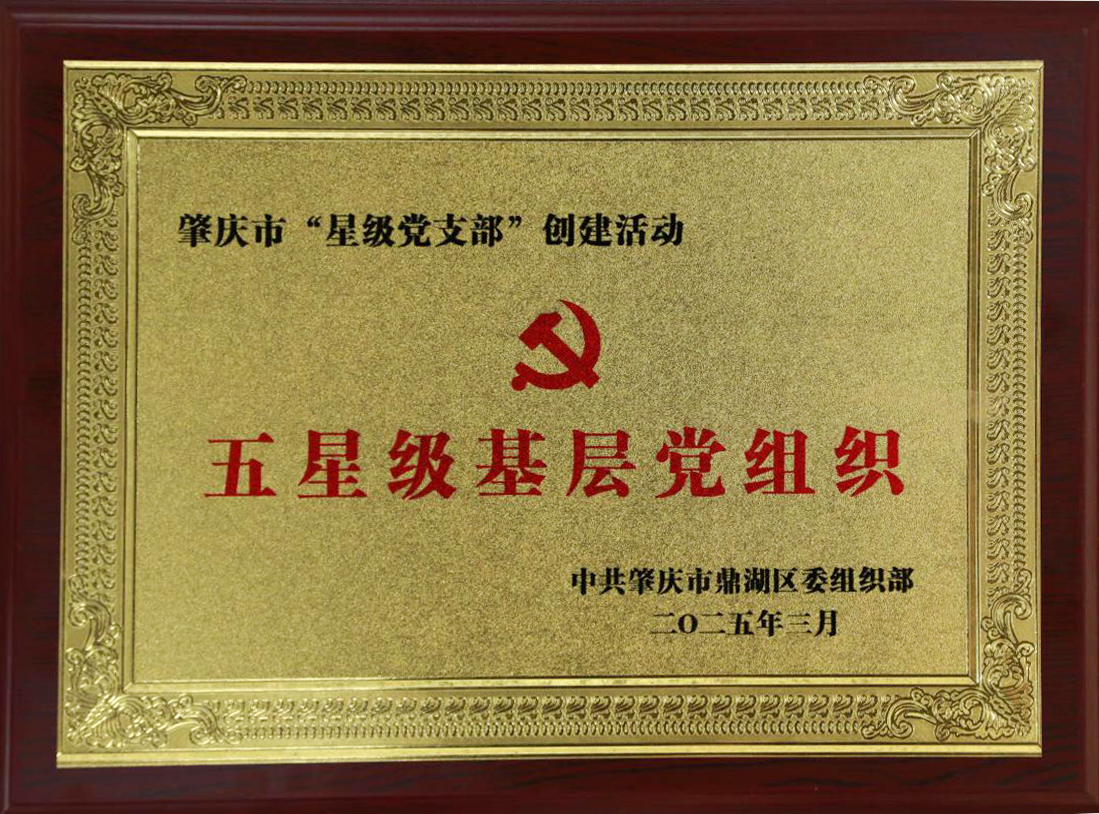 肇庆市“星级党支部”创建活动
五星级基层党组织
中共肇庆市鼎湖区委组织部
二O二五年三月